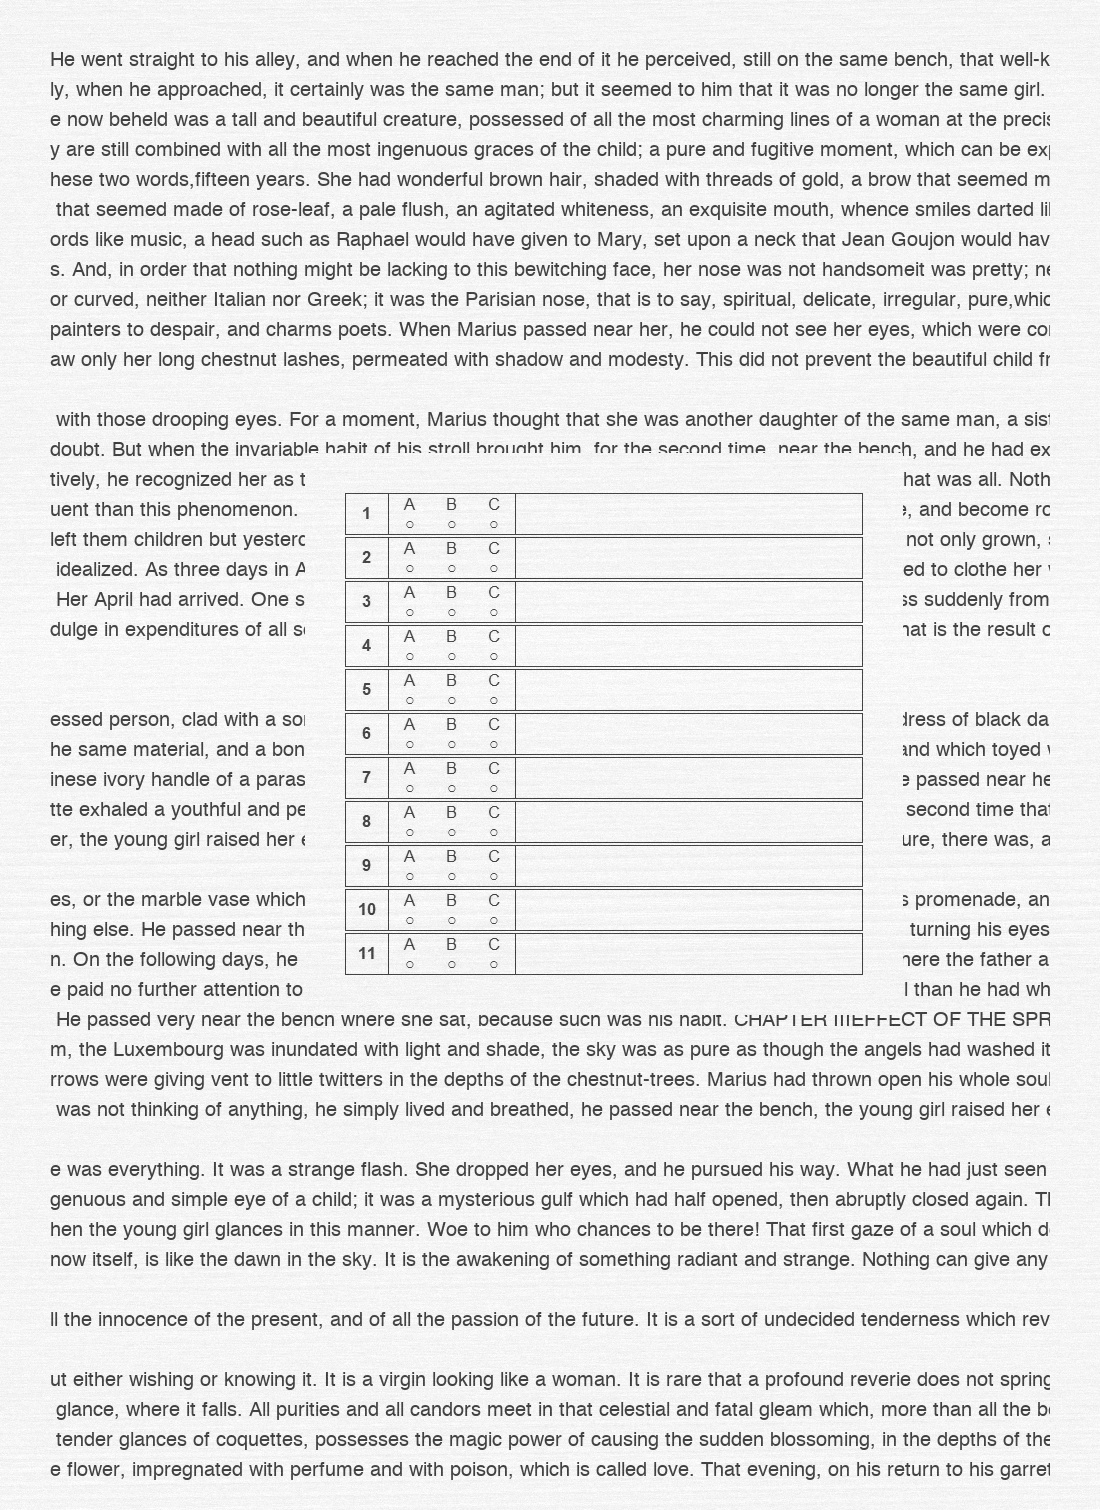 He went straight to his alley, and when he reached the end of it he perceived, still on the same bench, that
ly, when he approached, it certainly was the same man; but it seemed to him that it was no longer the same girl.
e now beheld was a tall and beautiful creature, possessed of all the most charming lines of a woman at the
y are still combined with all the most ingenuous graces of the child; a pure and fugitive moment, which can be
hese two words,fifteen years. She had wonderful brown hair, shaded with threads of gold, a brow that seemed m
that seemed made of rose-leaf, a pale flush, an agitated whiteness, an exquisite mouth, whence smiles darted
ords like music, a head such as Raphael would have given to Mary, set upon a neck that Jean Goujon would hav
s. And, in order that nothing might be lacking to this bewitching face, her nose was not handsomeit was pretty;
or curved, neither Italian nor Greek; it was the Parisian nose, that is to say, spiritual, delicate, irregular,
painters to despair, and charms poets. When Marius passed near her, he could not see her eyes, which were
aw only her long chestnut lashes, permeated with shadow and modesty. This did not prevent the beautiful child
with those drooping eyes. For a moment, Marius thought that she was another daughter of the same man, a
doubt. But when the invariable habit of his stroll brought him, for the second time, near the bench, and he had ex
tively, he recognized her as t hat was all. Noth
uent than this phenomenon. and become ro
left them children but not only grown,
idealized. As three days in ed to clothe her
Her April had arrived. One s suddenly from
dulge in expenditures of all is the result
1 A B C
2 A B C
3 A B C
4 A B C
5 A B C
6 A B C
7 A B C
8 A B C
9 A B C
10 A B C
11 A B C
essed person, clad with a dress of black da
he same material, and a bon and which toyed
inese ivory handle of a paras passed near he
tte exhaled a youthful and pe second time that
er, the young girl raised her ure, there was,
es, or the marble vase which promenade, an
hing else. He passed near th turning his eyes
n. On the following days, he here the father a
e paid no further attention to than he had wh
He passed very near the bench where she sat, because such was his habit. CHAPTER IIIEFFECT OF THE SPR
m, the Luxembourg was inundated with light and shade, the sky was as pure as though the angels had washed it
rrows were giving vent to little twitters in the depths of the chestnut-trees. Marius had thrown open his whole soul
was not thinking of anything, he simply lived and breathed, he passed near the bench, the young girl raised her
e was everything. It was a strange flash. She dropped her eyes, and he pursued his way. What he had just seen
genuous and simple eye of a child; it was a mysterious gulf which had half opened, then abruptly closed again.
hen the young girl glances in this manner. Woe to him who chances to be there! That first gaze of a soul which
now itself, is like the dawn in the sky. It is the awakening of something radiant and strange. Nothing can give any
ll the innocence of the present, and of all the passion of the future. It is a sort of undecided tenderness which rev
ut either wishing or knowing it. It is a virgin looking like a woman. It is rare that a profound reverie does not spring
glance, where it falls. All purities and all candors meet in that celestial and fatal gleam which, more than all the
tender glances of coquettes, possesses the magic power of causing the sudden blossoming, in the depths of the
e flower, impregnated with perfume and with poison, which is called love. That evening, on his return to his garret